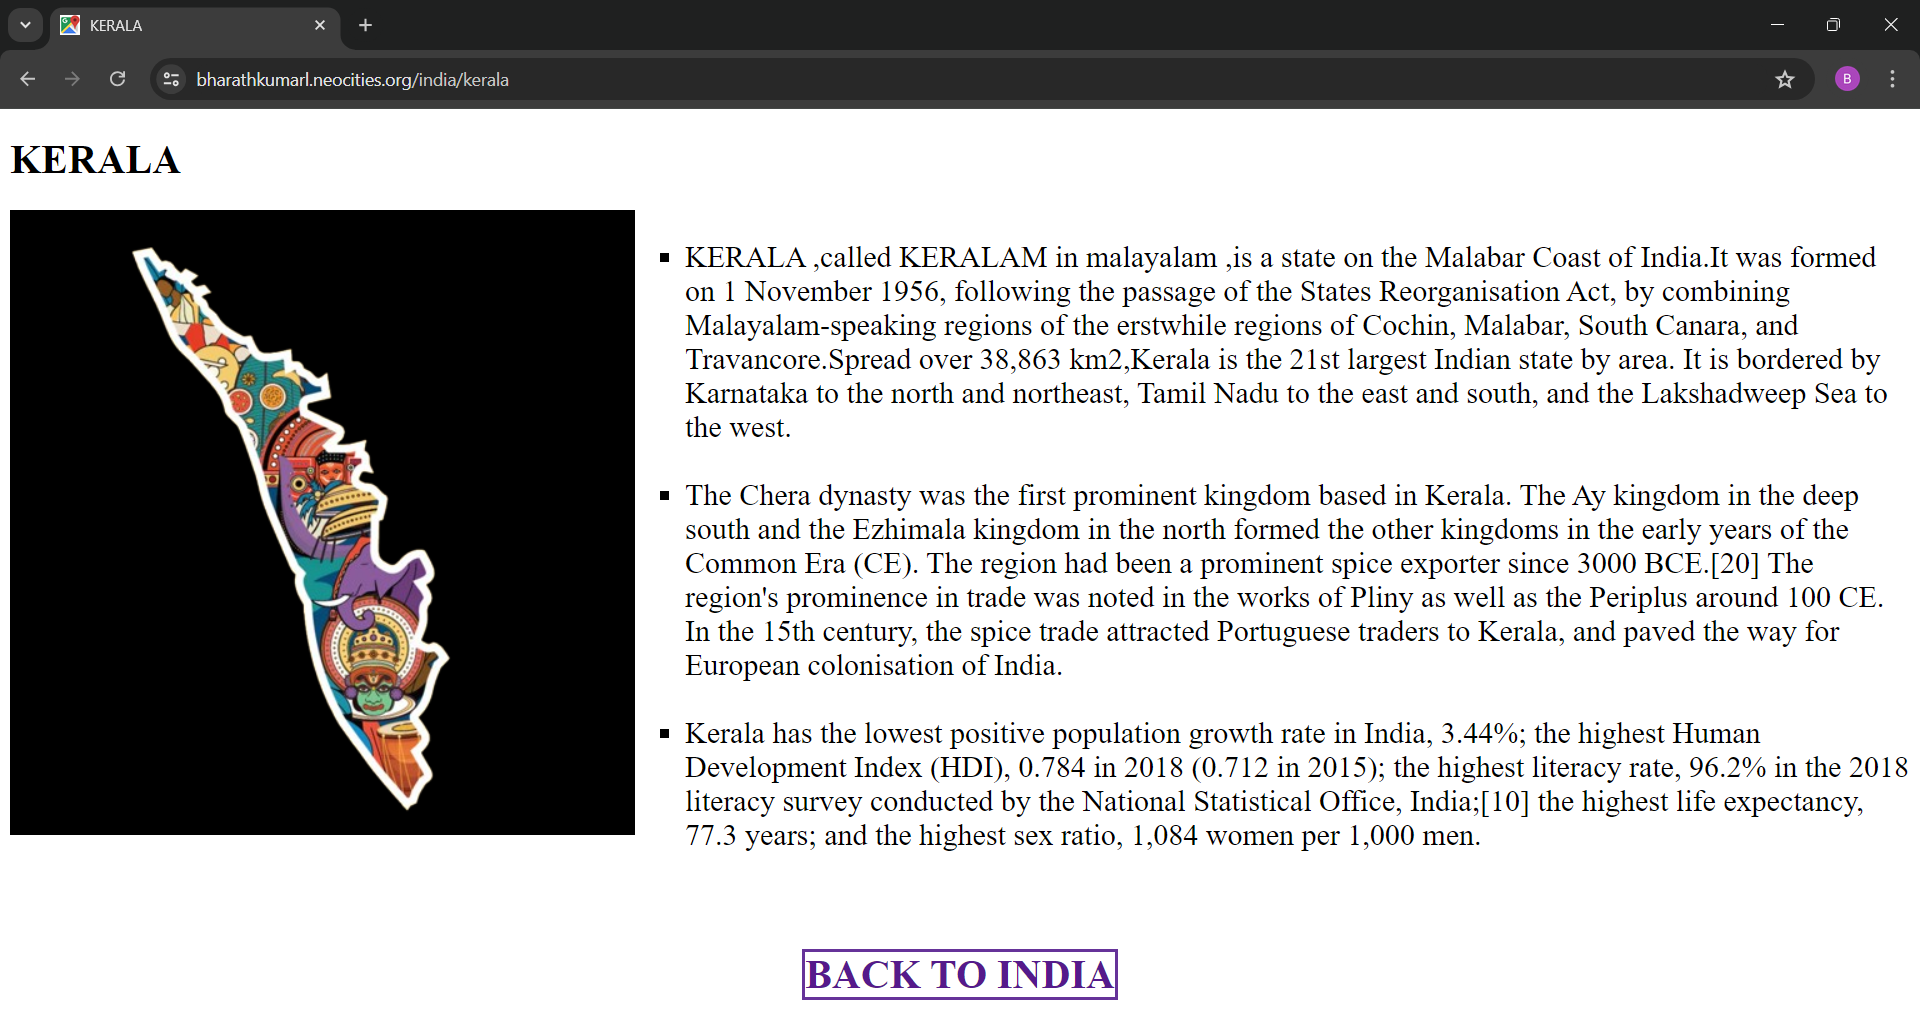 KERALA
bharathkumarl.neocities.org/india/kerala
B
KERALA
KERALA ,called KERALAM in malayalam ,is a state on the Malabar Coast of India.It was formed
on 1 November 1956, following the passage of the States Reorganisation Act, by combining
Malayalam-speaking regions of the erstwhile regions of Cochin, Malabar, South Canara, and
Travancore.Spread over 38,863 km2,Kerala is the 21st largest Indian state by area. It is bordered by
Karnataka to the north and northeast, Tamil Nadu to the east and south, and the Lakshadweep Sea to
the west.
The Chera dynasty was the first prominent kingdom based in Kerala. The Ay kingdom in the deep
south and the Ezhimala kingdom in the north formed the other kingdoms in the early years of the
Common Era (CE). The region had been a prominent spice exporter since 3000 BCE.[20] The
region's prominence in trade was noted in the works of Pliny as well as the Periplus around 100 CE.
In the 15th century, the spice trade attracted Portuguese traders to Kerala, and paved the way for
European colonisation of India.
Kerala has the lowest positive population growth rate in India, 3.44%; the highest Human
Development Index (HDI), 0.784 in 2018 (0.712 in 2015); the highest literacy rate, 96.2% in the 2018
literacy survey conducted by the National Statistical Office, India;[10] the highest life expectancy,
77.3 years; and the highest sex ratio, 1,084 women per 1,000 men.
BACK TO INDIA